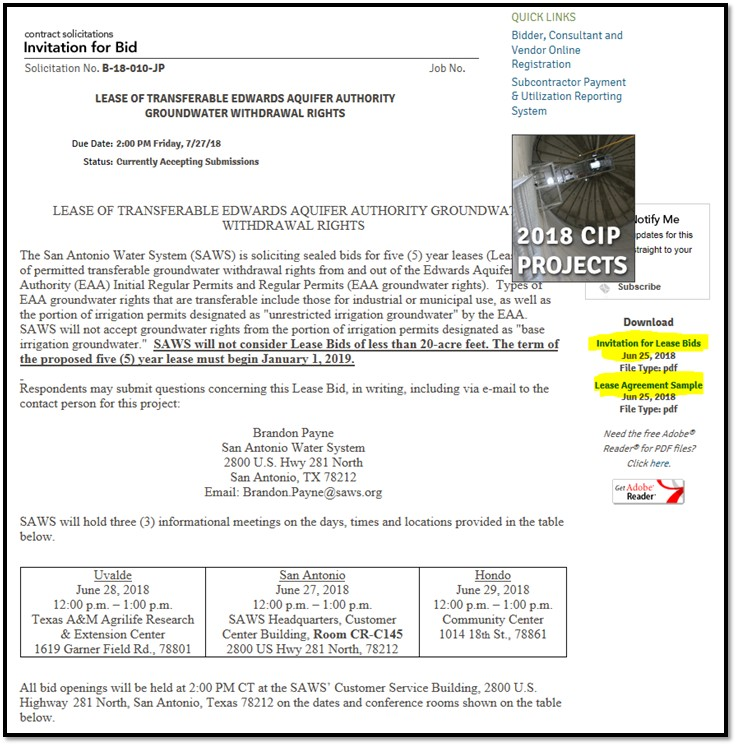 contract solicitations
Invitation for Bid
Solicitation No. B-18-010-JP
Job No.
LEASE OF TRANSFERABLE EDWARDS AQUIFER AUTHORITY
GROUNDWATER WITHDRAWAL RIGHTS
Due Date: 2:00 PM Friday, 7/27/18
Status: Currently Accepting Submissions
LEASE OF TRANSFERABLE EDWARDS AQUIFER AUTHORITY GROUNDWAT
WITHDRAWAL RIGHTS
The San Antonio Water System (SAWS) is soliciting sealed bids for five (5) year leases (Lea
of permitted transferable groundwater withdrawal rights from and out of the Edwards Aquifer
Authority (EAA) Initial Regular Permits and Regular Permits (EAA groundwater rights). Types of
EAA groundwater rights that are transferable include those for industrial or municipal use, as well as
the portion of irrigation permits designated as "unrestricted irrigation groundwater" by the EAA.
SAWS will not accept groundwater rights from the portion of irrigation permits designated as "base
irrigation groundwater." SAWS will not consider Lease Bids of less than 20-acre feet. The term of
the proposed five (5) year lease must begin January 1, 2019.
Respondents may submit questions concerning this Lease Bid, in writing, including via e-mail to the
contact person for this project:
Brandon Payne
San Antonio Water System
2800 U.S. Hwy 281 North
San Antonio, TX 78212
Email: Brandon.Payne@saws.org
SAWS will hold three (3) informational meetings on the days, times and locations provided in the table
below.
Uvalde
June 28, 2018
12:00 p.m. – 1:00 p.m.
Texas A&M Agrilife Research
& Extension Center
1619 Garner Field Rd., 78801
San Antonio
June 27, 2018
12:00 p.m. – 1:00 p.m.
SAWS Headquarters, Customer
Center Building, Room CR-C145
2800 US Hwy 281 North, 78212
Hondo
June 29, 2018
12:00 p.m. – 1:00 p.m.
Community Center
1014 18th St., 78861
All bid openings will be held at 2:00 PM CT at the SAWS' Customer Service Building, 2800 U.S.
Highway 281 North, San Antonio, Texas 78212 on the dates and conference rooms shown on the table
below.
QUICK LINKS
Bidder, Consultant and
Vendor Online
Registration
Subcontractor Payment
& Utilization Reporting
System
2018 CIP
PROJECTS
Notify Me
updates for this
straight to your
Subscribe
Download
Invitation for Lease Bids
Jun 25, 2018
File Type: pdf
Lease Agreement Sample
Jun 25, 2018
File Type: pdf
Need the free Adobe®
Reader® for PDF files?
Click here.
Get Adobe®
Reader®